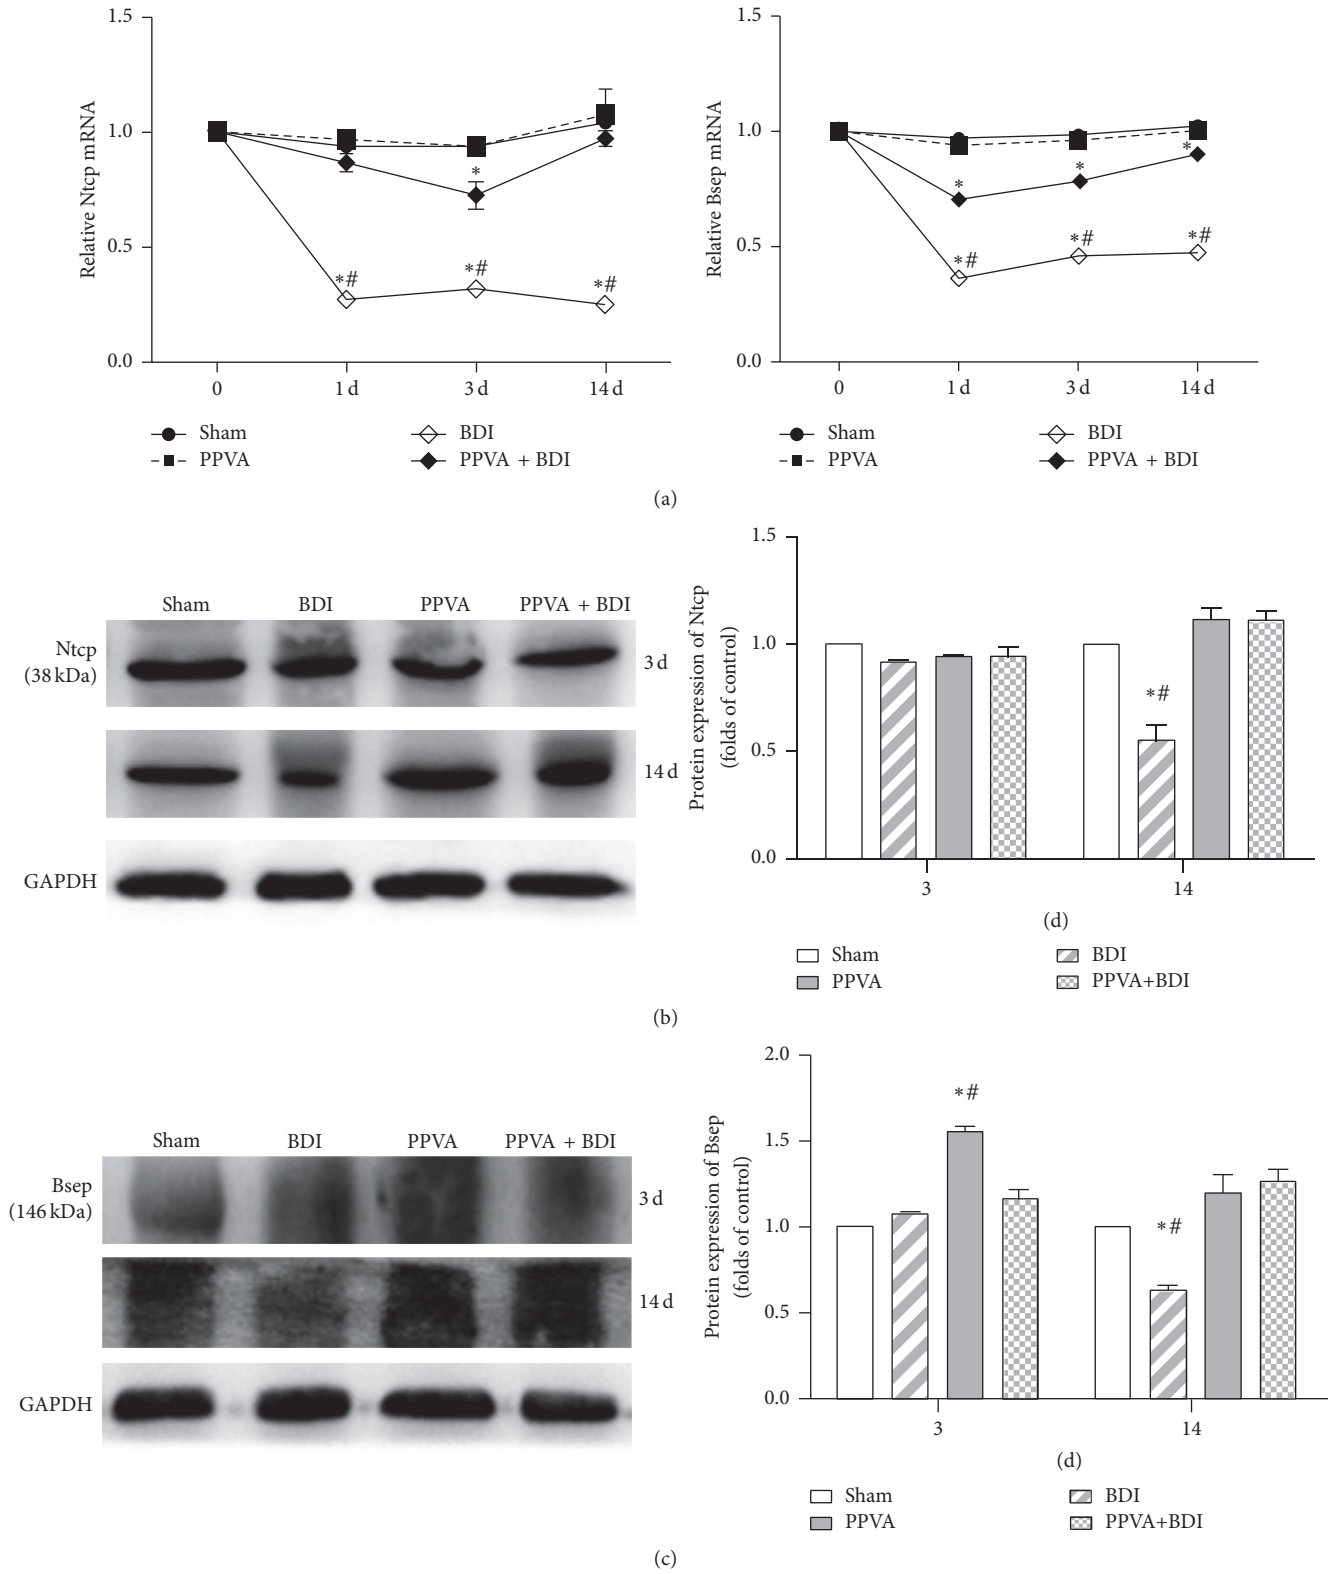 1.5
1.0
0.5
0.0
Relative Ntcp mRNA
*
*#
*#
*#
0 1 d 3 d 14 d
Sham BDI
PPVA PPVA + BDI
1.5
1.0
0.5
0.0
Relative Bsep mRNA
*
*
*
*#
*#
*#
0 1 d 3 d 14 d
Sham BDI
PPVA PPVA + BDI
(a)
Sham BDI PPVA PPVA + BDI
Ntcp
(38 kDa)
3 d
14 d
GAPDH
1.5
1.0
0.5
0.0
Protein expression of Ntcp
(folds of control)
*#
3 14
(d)
Sham BDI
PPVA PPVA+BDI
(b)
Sham BDI PPVA PPVA + BDI
Bsep
(146 kDa)
3 d
14 d
GAPDH
2.0
1.5
1.0
0.5
0.0
Protein expression of Bsep
(folds of control)
*#
*#
3 14
(d)
Sham BDI
PPVA PPVA+BDI
(c)